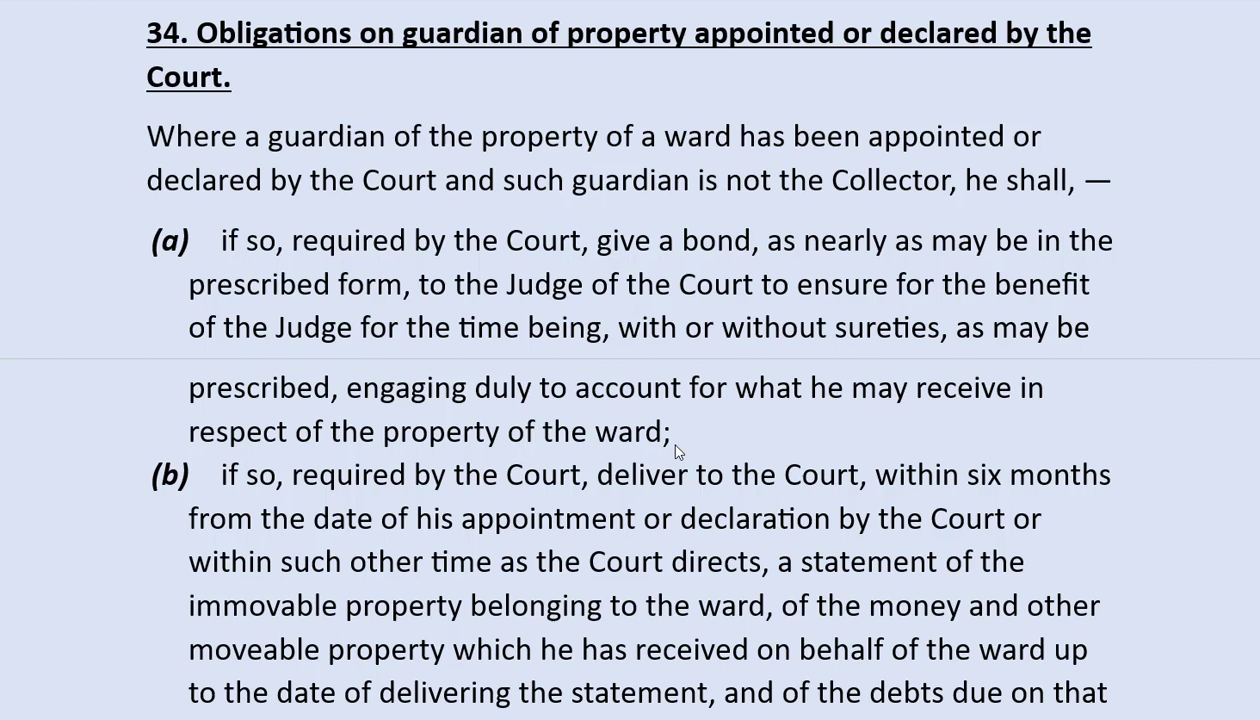 34. Obligations on guardian of property appointed or declared by the
Court.
Where a guardian of the property of a ward has been appointed or
declared by the Court and such guardian is not the Collector, he shall, —
(a) if so, required by the Court, give a bond, as nearly as may be in the
prescribed form, to the Judge of the Court to ensure for the benefit
of the Judge for the time being, with or without sureties, as may be
prescribed, engaging duly to account for what he may receive in
respect of the property of the ward;
(b) if so, required by the Court, deliver to the Court, within six months
from the date of his appointment or declaration by the Court or
within such other time as the Court directs, a statement of the
immovable property belonging to the ward, of the money and other
moveable property which he has received on behalf of the ward up
to the date of delivering the statement, and of the debts due on that